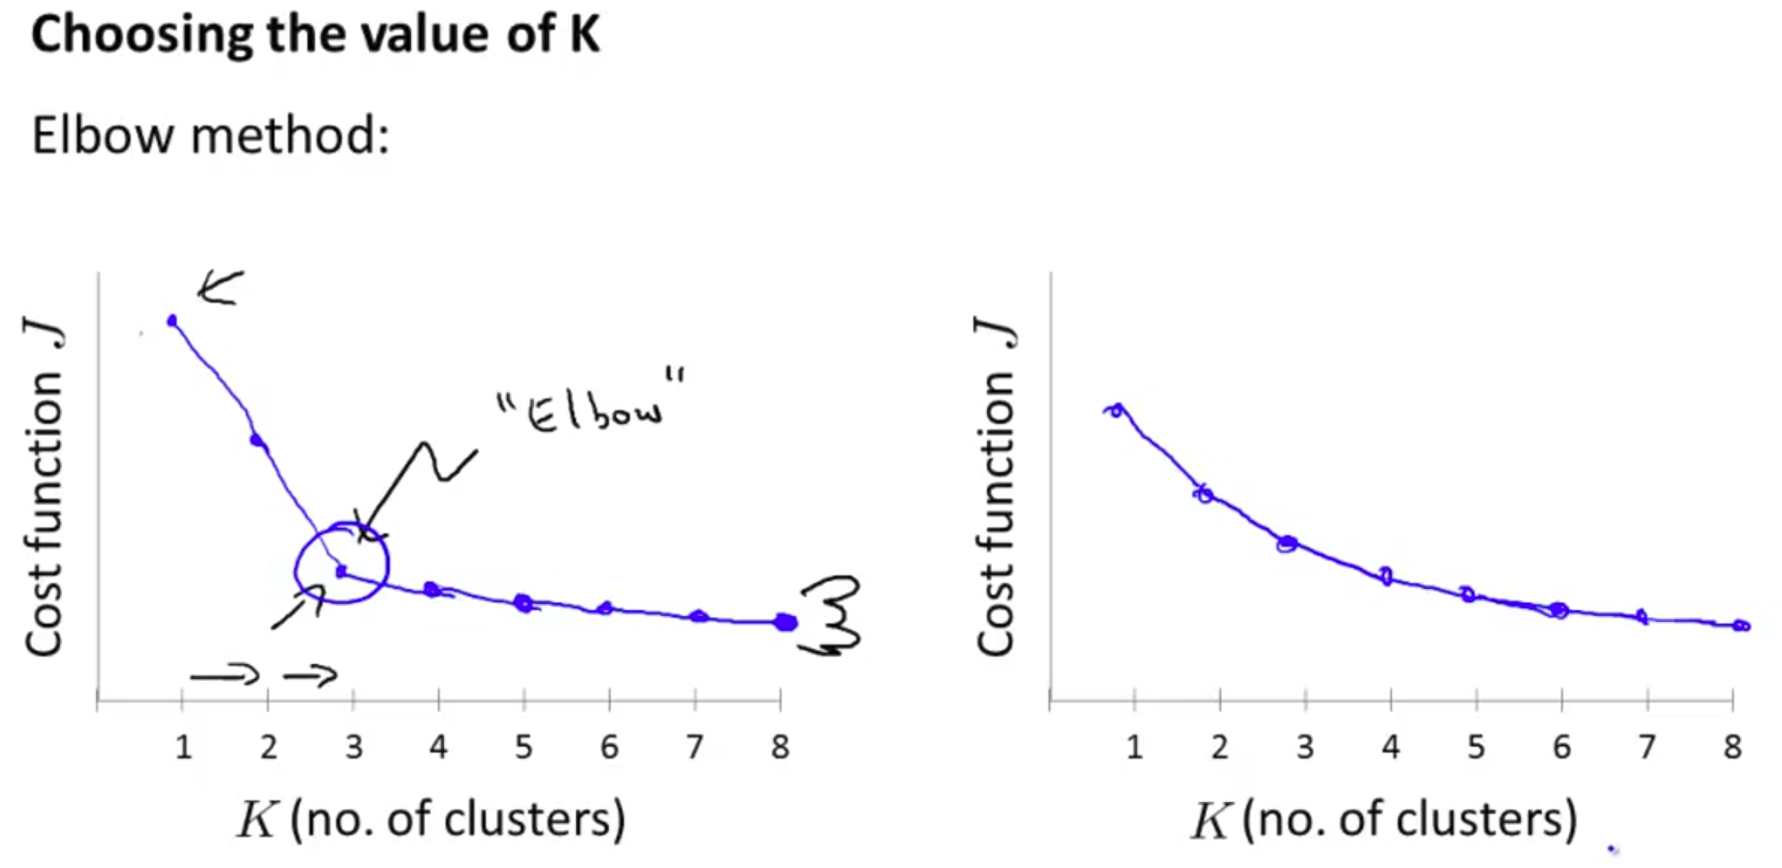 Choosing the value of K
Elbow method:
"Elbow"
Cost function J
1 2 3 4 5 6 7 8
K (no. of clusters)
Cost function J
1 2 3 4 5 6 7 8
K (no. of clusters)